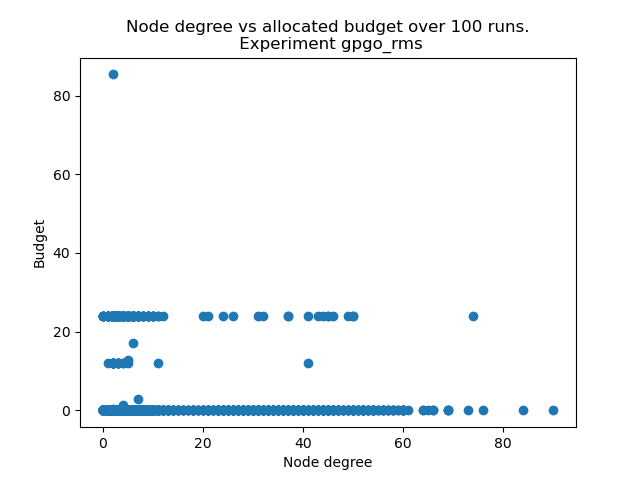 Node degree vs allocated budget over 100 runs.
Experiment gpgo_rms
80
60
40
20
0
Budget
0 20 40 60 80
Node degree